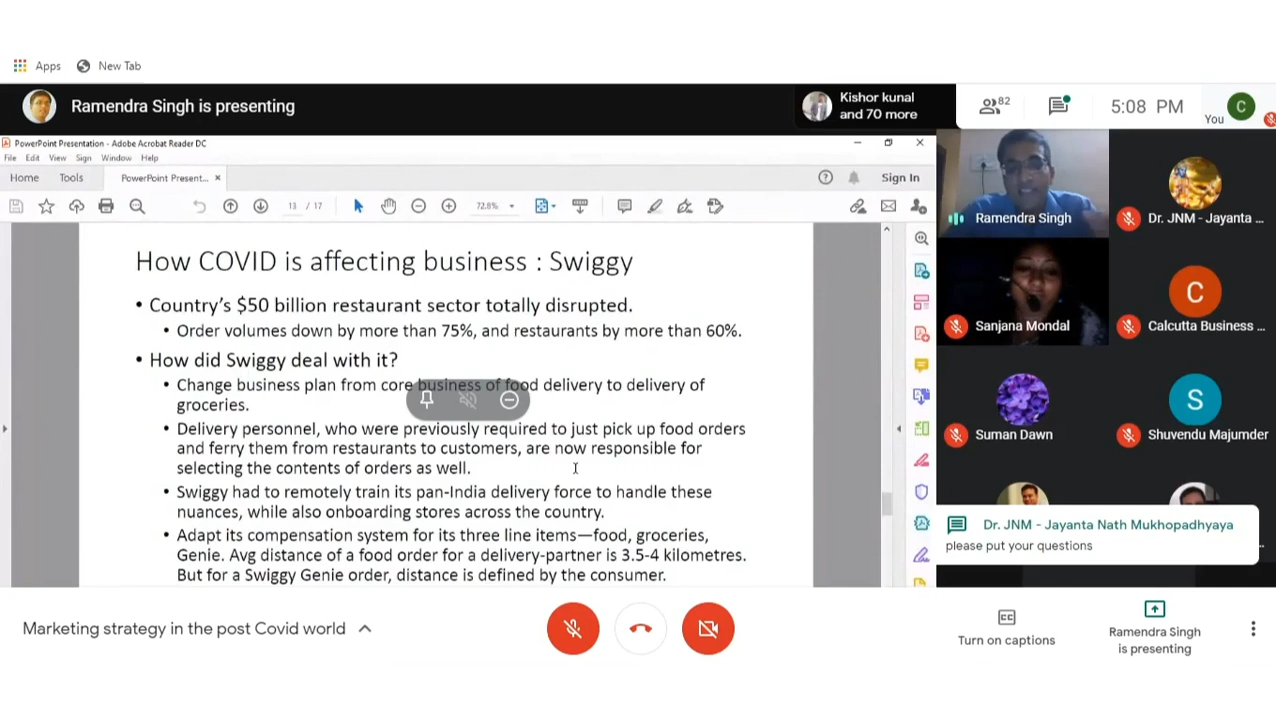 Apps
New Tab
Ramendra Singh is presenting
Kishor kunal
and 70 more
82
5:08 PM
You
C
PowerPoint Presentation - Adobe Acrobat Reader DC
File Edit View Sign Window Help
Home Tools PowerPoint Present... ×
Sign In
13 / 17
72.8%
How COVID is affecting business : Swiggy
• Country's $50 billion restaurant sector totally disrupted.
• Order volumes down by more than 75%, and restaurants by more than 60%.
• How did Swiggy deal with it?
• Change business plan from core business of food delivery to delivery of
groceries.
• Delivery personnel, who were previously required to just pick up food orders
and ferry them from restaurants to customers, are now responsible for
selecting the contents of orders as well.
• Swiggy had to remotely train its pan-India delivery force to handle these
nuances, while also onboarding stores across the country.
• Adapt its compensation system for its three line items—food, groceries,
Genie. Avg distance of a food order for a delivery-partner is 3.5-4 kilometres.
But for a Swiggy Genie order, distance is defined by the consumer.
Ramendra Singh
Dr. JNM - Jayanta ...
Sanjana Mondal
C
Calcutta Business ...
Suman Dawn
S
Shuvendu Majumder
Dr. JNM - Jayanta Nath Mukhopadhyaya
please put your questions
Marketing strategy in the post Covid world
Turn on captions
Ramendra Singh
is presenting